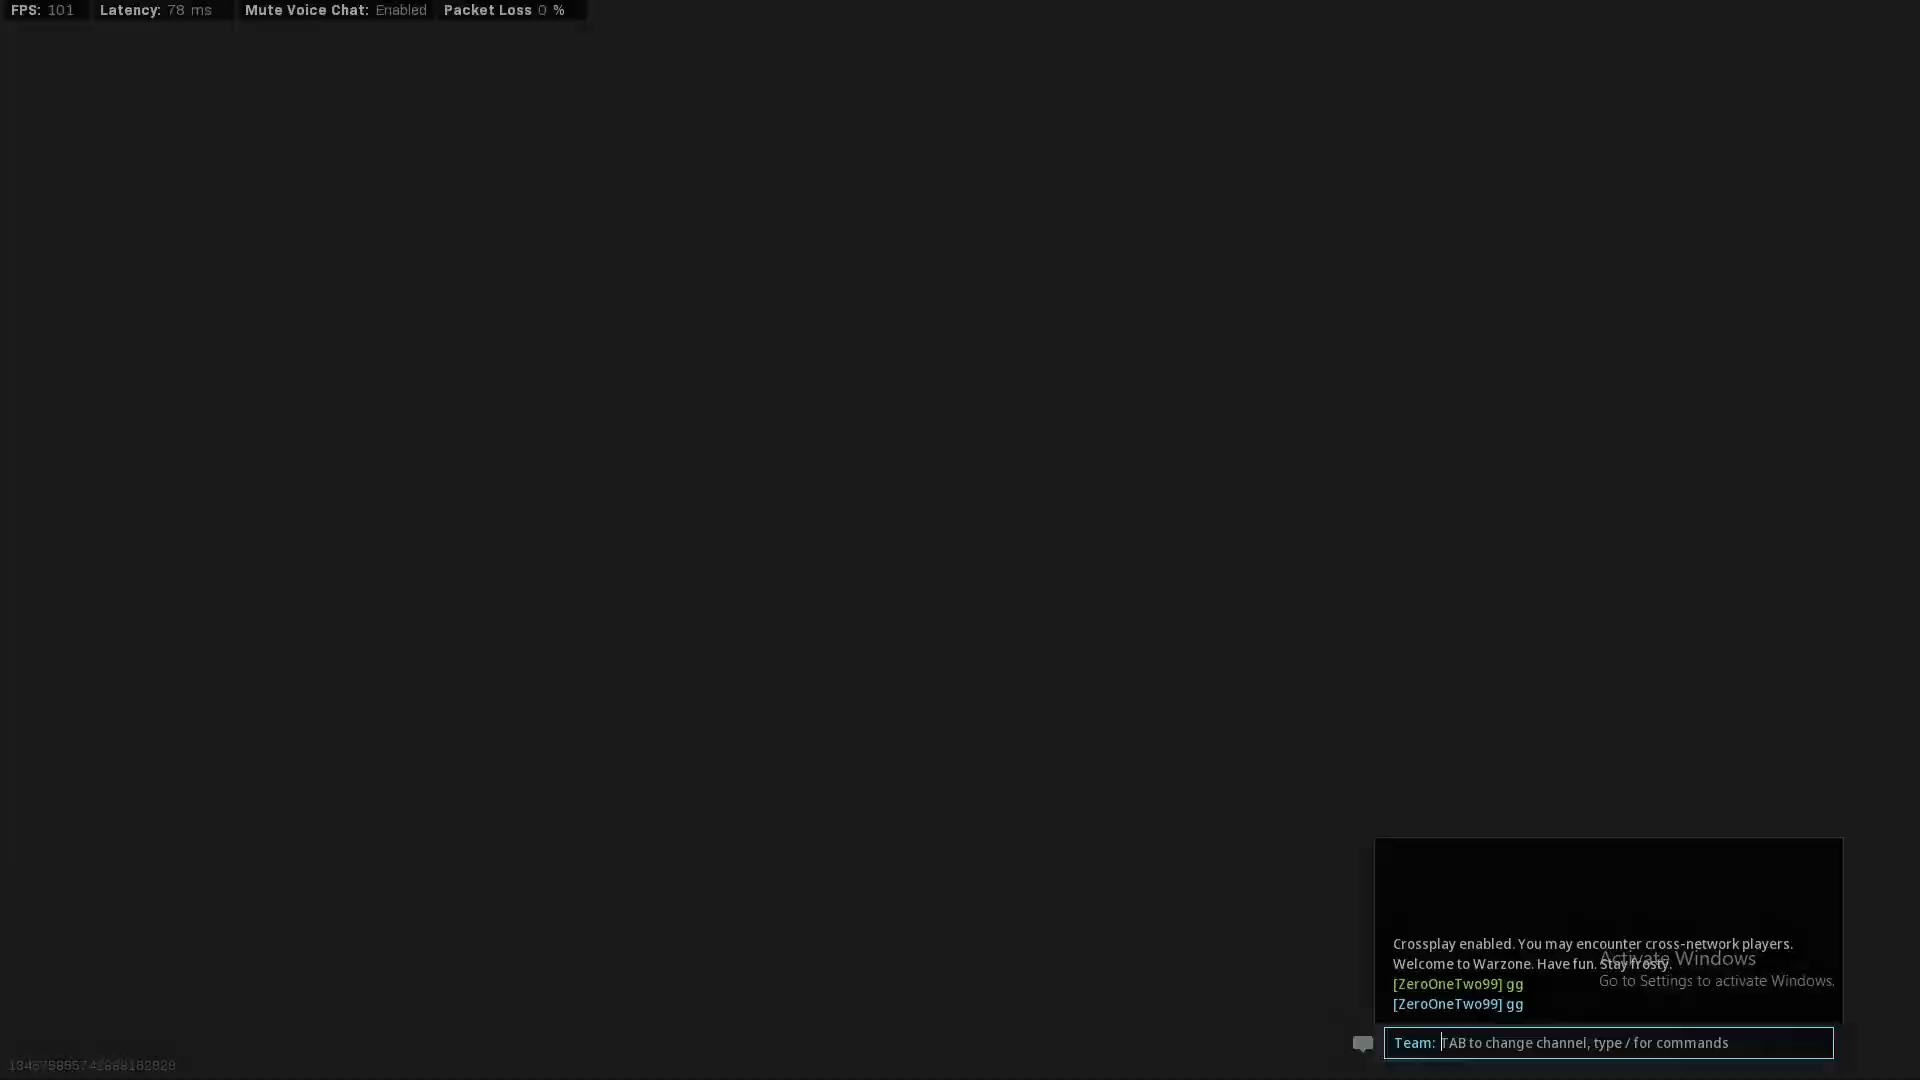 FPS: 101 Latency: 78 ms Mute Voice Chat: Enabled Packet Loss 0 %
Crossplay enabled. You may encounter cross-network players.
Welcome to Warzone. Have fun. Stay frosty.
Activate Windows
Go to Settings to activate Windows.
[ZeroOneTwo99] gg
[ZeroOneTwo99] gg
Team: TAB to change channel, type / for commands